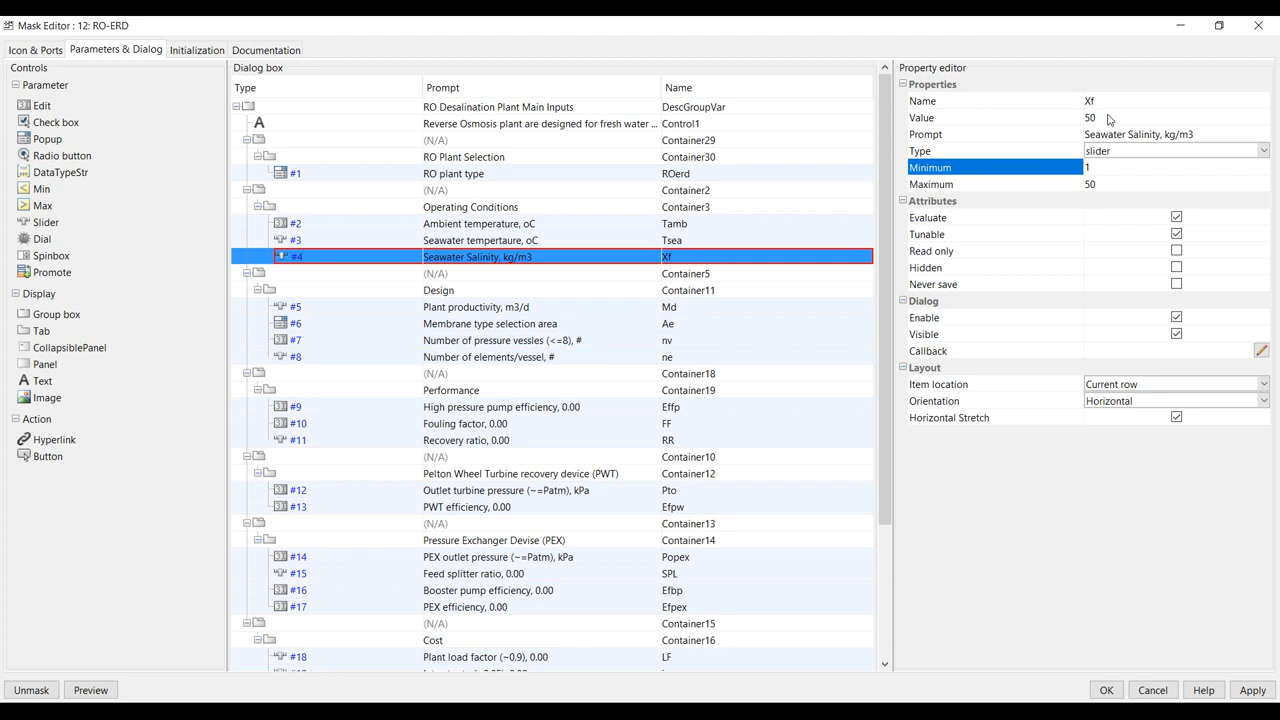 Mask Editor : 12: RO-ERD
Icon & Ports Parameters & Dialog Initialization Documentation
Controls
Parameter
Edit
Check box
Popup
Radio button
DataTypeStr
Min
Max
Slider
Dial
Spinbox
Promote
Display
Group box
Tab
CollapsiblePanel
Panel
Text
Image
Action
Hyperlink
Button
Dialog box
Type Prompt Name
RO Desalination Plant Main Inputs DescGroupVar
A Reverse Osmosis plant are designed for fresh water ... Control1
(N/A) Container29
RO Plant Selection Container30
#1 RO plant type ROerd
(N/A) Container2
Operating Conditions Container3
#2 Ambient temperature, oC Tamb
#3 Seawater tempertaure, oC Tsea
#4 Seawater Salinity, kg/m3 Xf
(N/A) Container5
Design Container11
#5 Plant productivity, m3/d Md
#6 Membrane type selection area Ae
#7 Number of pressure vessles (<=8), # nv
#8 Number of elements/vessel, # ne
(N/A) Container18
Performance Container19
#9 High pressure pump efficiency, 0.00 Effp
#10 Fouling factor, 0.00 FF
#11 Recovery ratio, 0.00 RR
(N/A) Container10
Pelton Wheel Turbine recovery device (PWT) Container12
#12 Outlet turbine pressure (~=Patm), kPa Pto
#13 PWT efficiency, 0.00 Efpw
(N/A) Container13
Pressure Exchanger Devise (PEX) Container14
#14 PEX outlet pressure (~=Patm), kPa Popex
#15 Feed splitter ratio, 0.00 SPL
#16 Booster pump efficiency, 0.00 Efbp
#17 PEX efficiency, 0.00 Efpex
(N/A) Container15
Cost Container16
#18 Plant load factor (~0.9), 0.00 LF
Property editor
Properties
Name Xf
Value 50
Prompt Seawater Salinity, kg/m3
Type slider
Minimum 1
Maximum 50
Attributes
Evaluate
Tunable
Read only
Hidden
Never save
Dialog
Enable
Visible
Callback
Layout
Item location Current row
Orientation Horizontal
Horizontal Stretch
Unmask Preview OK Cancel Help Apply